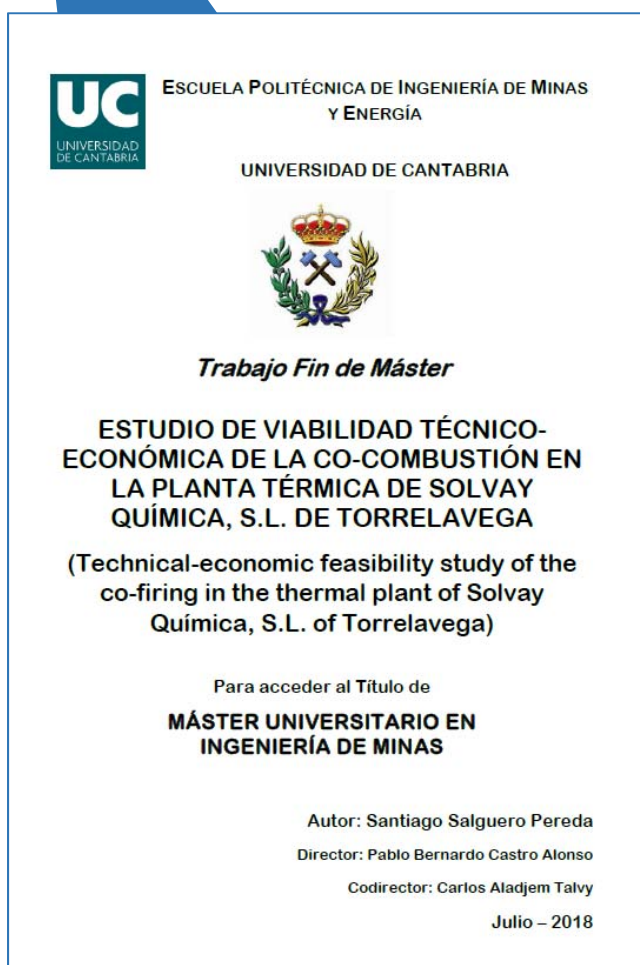 UC
UNIVERSIDAD
DE CANTABRIA
ESCUELA POLITÉCNICA DE INGENIERÍA DE MINAS
Y ENERGÍA
UNIVERSIDAD DE CANTABRIA
Trabajo Fin de Máster
ESTUDIO DE VIABILIDAD TÉCNICO-
ECONÓMICA DE LA CO-COMBUSTIÓN EN
LA PLANTA TÉRMICA DE SOLVAY
QUÍMICA, S.L. DE TORRELAVEGA
(Technical-economic feasibility study of the
co-firing in the thermal plant of Solvay
Química, S.L. of Torrelavega)
Para acceder al Título de
MÁSTER UNIVERSITARIO EN
INGENIERÍA DE MINAS
Autor: Santiago Salguero Pereda
Director: Pablo Bernardo Castro Alonso
Codirector: Carlos Aladjem Talvy
Julio – 2018